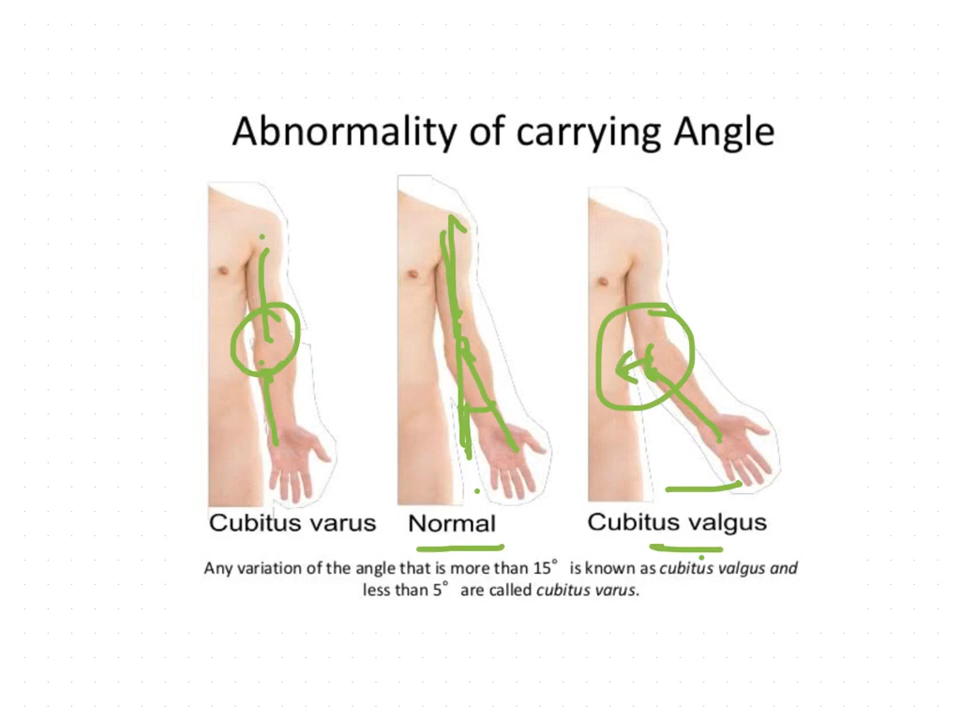 Abnormality of carrying Angle
Cubitus varus Normal Cubitus valgus
Any variation of the angle that is more than 15° is known as cubitus valgus and
less than 5° are called cubitus varus.